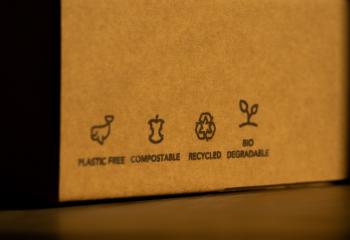 PLASTIC FREE COMPOSTABLE RECYCLED BIO
DEGRADABLE